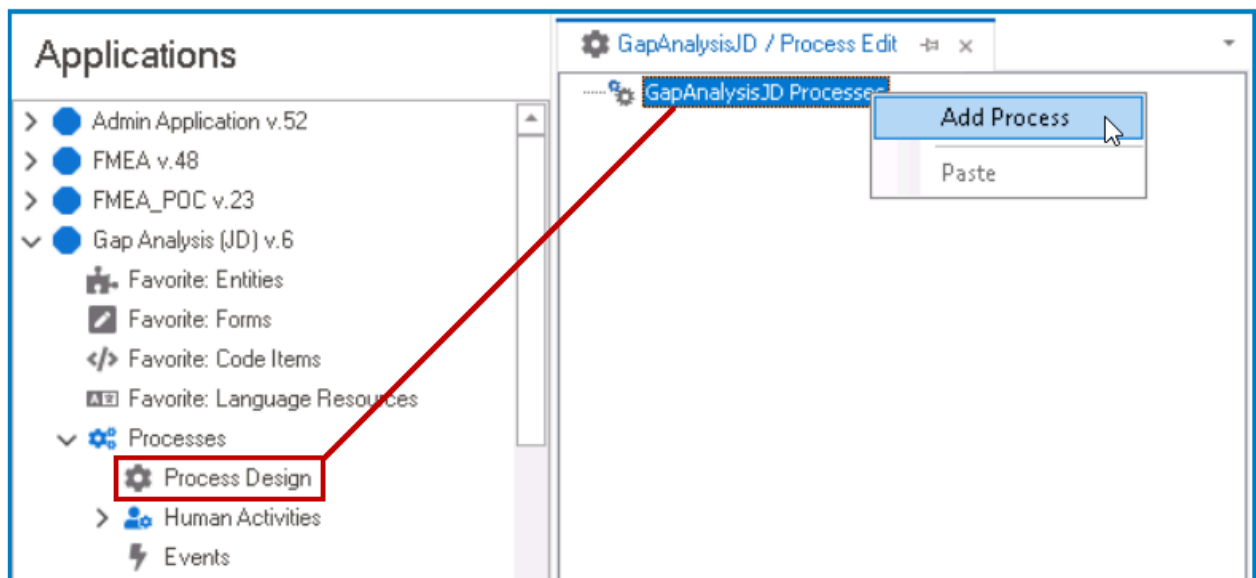 Applications
Admin Application v.52
FMEA v.48
FMEA_POC v.23
Gap Analysis (JD) v.6
Favorite: Entities
Favorite: Forms
Favorite: Code Items
Favorite: Language Resources
Processes
Process Design
Human Activities
Events
GapAnalysisJD / Process Edit
GapAnalysisJD Processes
Add Process
Paste